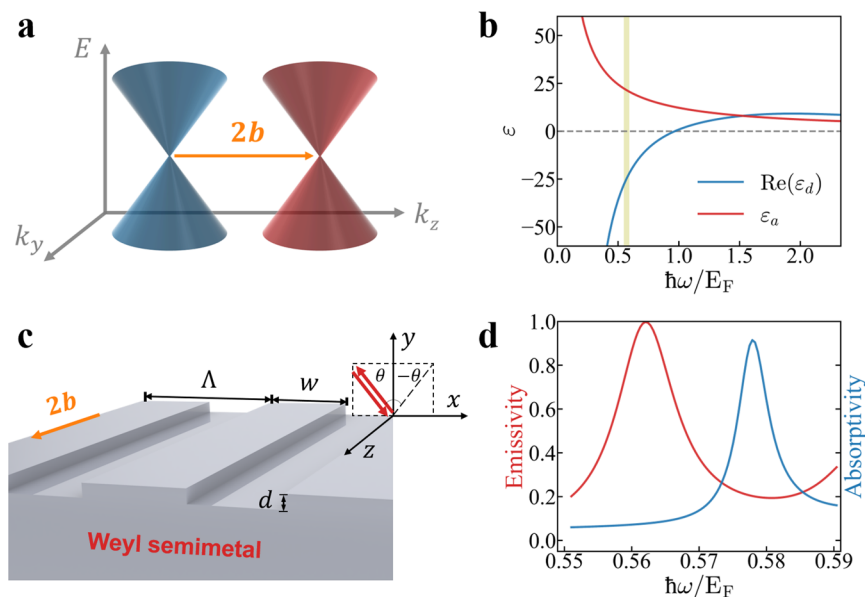 a
E
2b
k_y
k_z
b
50
25
0
−25
−50
ε
Re(ε_d)
ε_a
0.0 0.5 1.0 1.5 2.0
ħω/E_F
c
2b
Λ
w
y
θ −θ
x
z
d
Weyl semimetal
d
1.0
0.8
0.6
0.4
0.2
0.0
Emissivity
Absorptivity
0.55 0.56 0.57 0.58 0.59
ħω/E_F